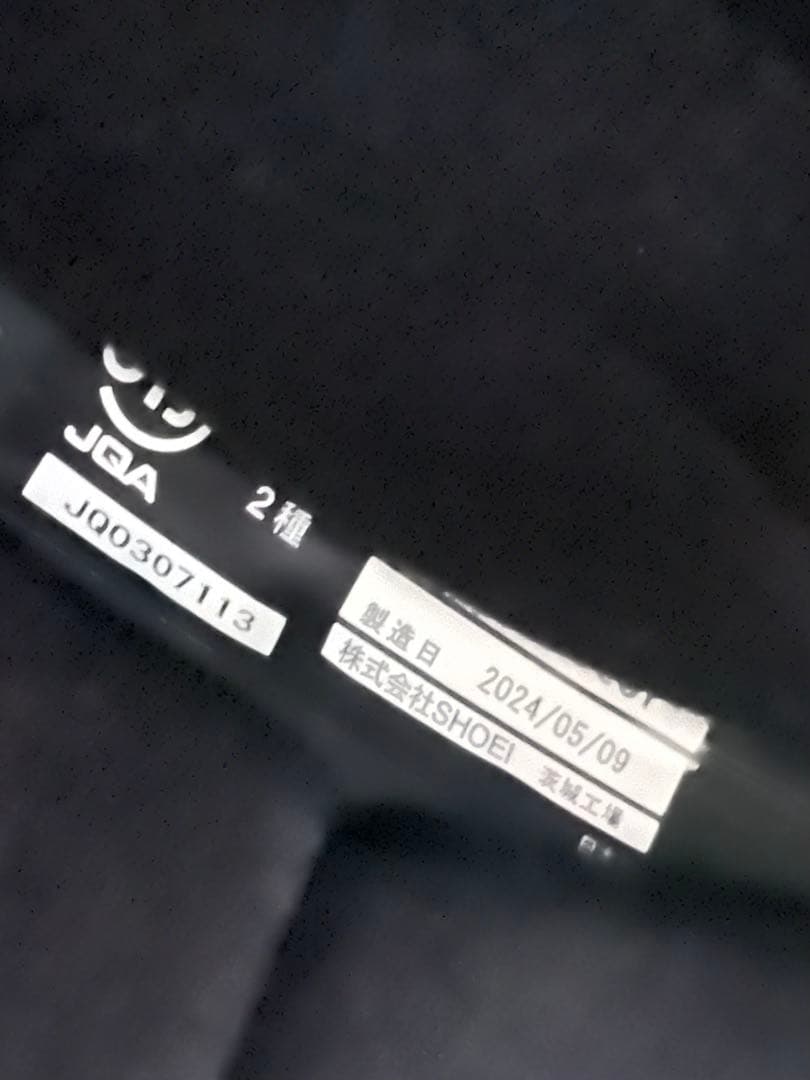 JIS
JQA
JQ0307113
2種
製造日 2024/05/09
株式会社SHOEI 茨城工場